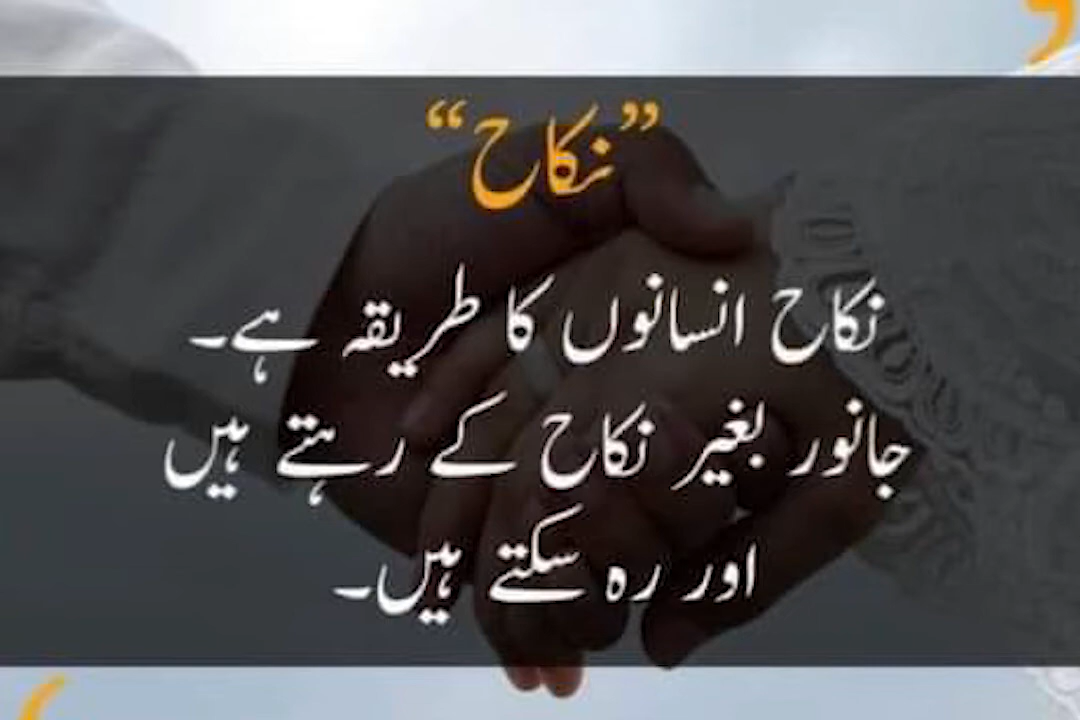 ”نکاح“
نکاح انسانوں کا طریقہ ہے۔
جانور بغیر نکاح کے رہتے ہیں
اور رہ سکتے ہیں۔